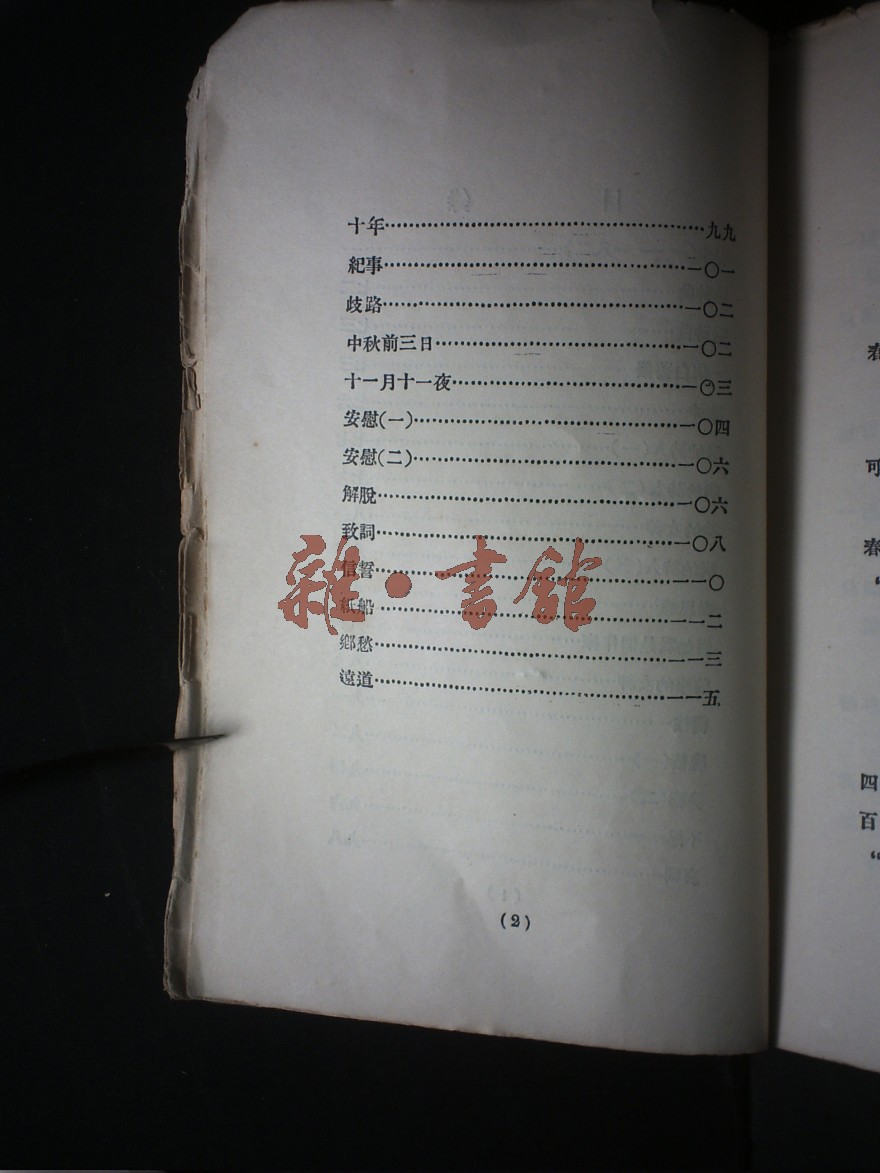 十年……九九
紀事……一〇一
歧路……一〇二
中秋前三日……一〇二
十一月十一夜……一〇三
安慰(一)……一〇四
安慰(二)……一〇六
解脫……一〇六
致詞……一〇八
信誓……一一〇
紙船……一一二
鄉愁……一一三
遠道……一一五
(2)
雜·書館
可
春
“
四
百
“